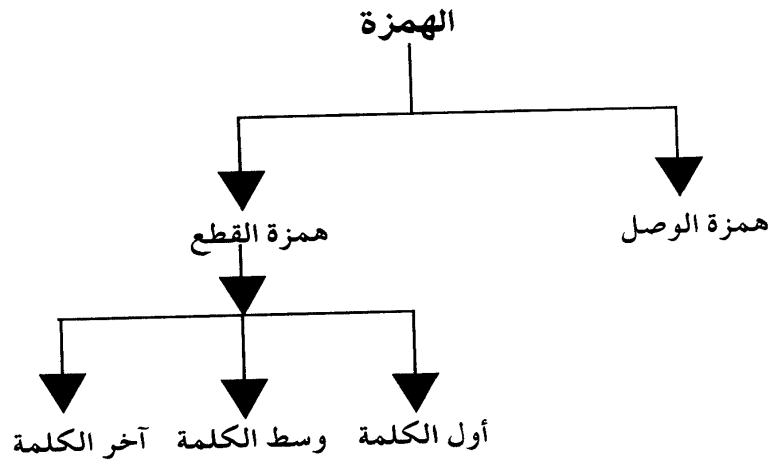 الهمزة
همزة الوصل
همزة القطع
أول الكلمة
وسط الكلمة
آخر الكلمة